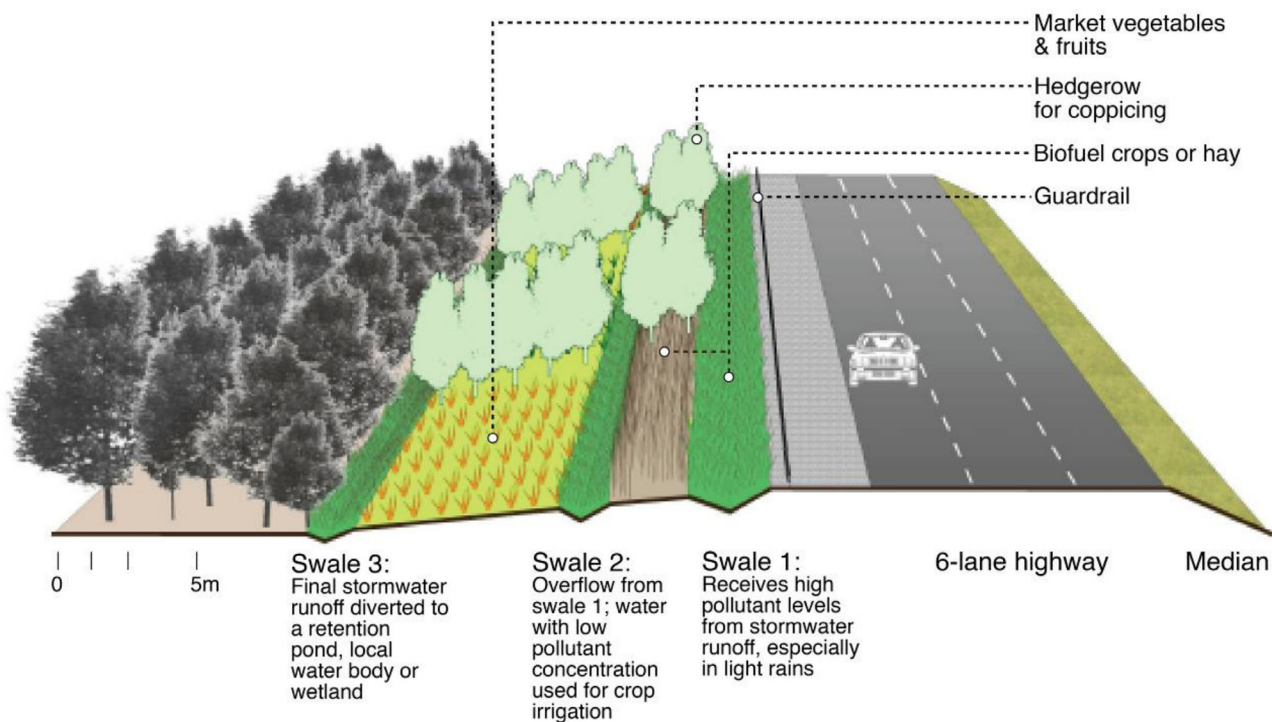 Market vegetables
& fruits
Hedgerow
for coppicing
Biofuel crops or hay
Guardrail
0
5m
Swale 3:
Final stormwater
runoff diverted to
a retention
pond, local
water body or
wetland
Swale 2:
Overflow from
swale 1; water
with low
pollutant
concentration
used for crop
irrigation
Swale 1:
Receives high
pollutant levels
from stormwater
runoff, especially
in light rains
6-lane highway
Median